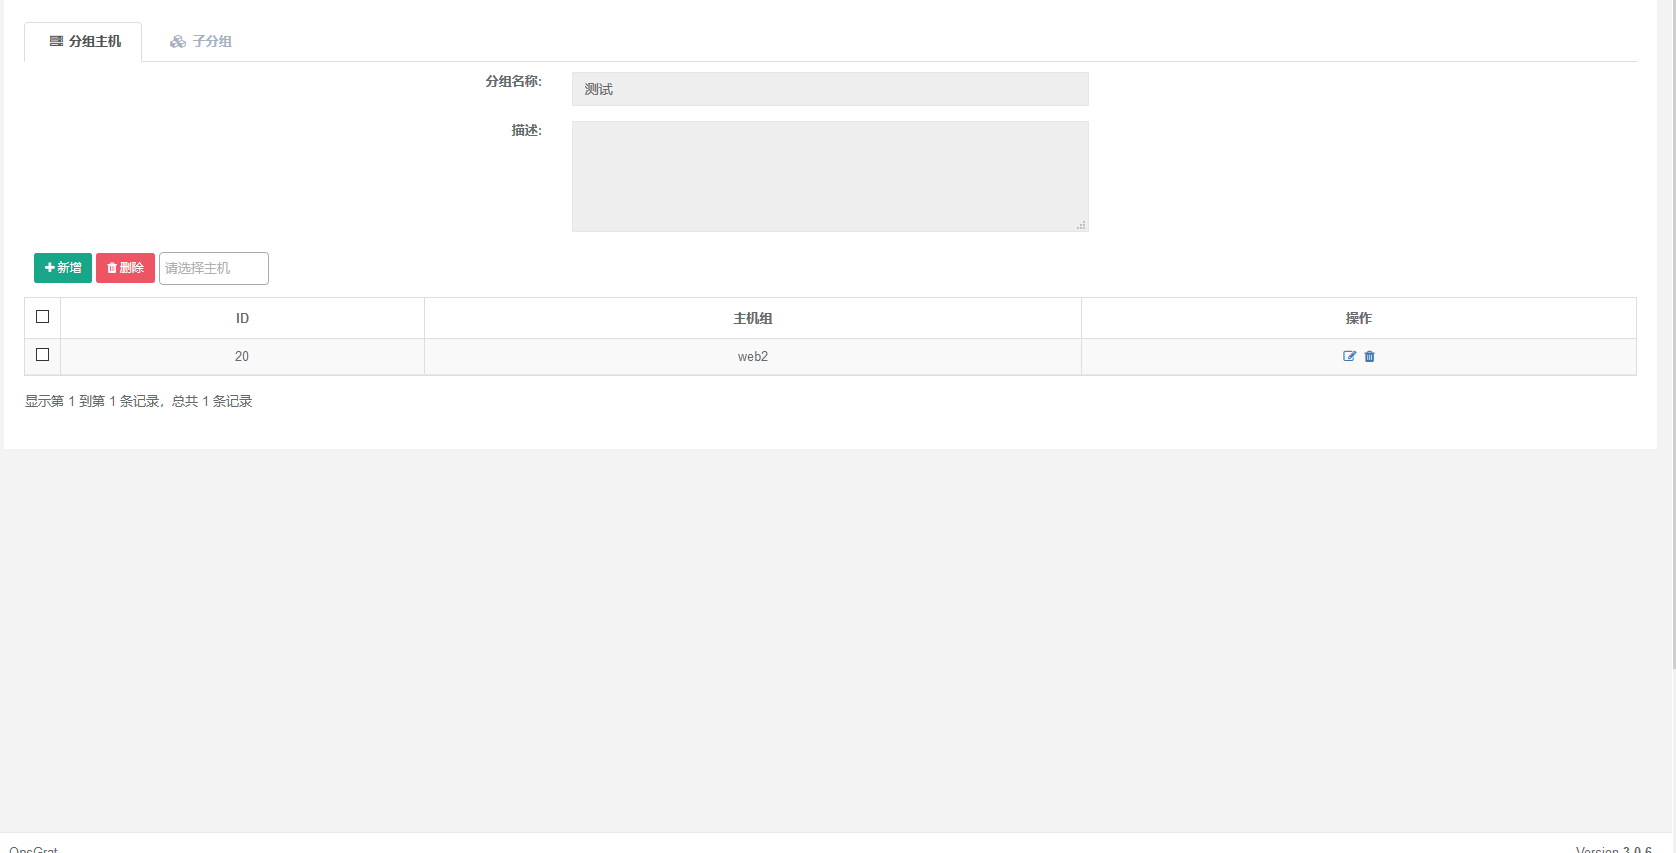 分组主机 子分组
分组名称: 测试
描述:
新增 删除 请选择主机
ID 主机组 操作
20 web2
显示第 1 到第 1 条记录，总共 1 条记录
OpsGrat Version 3.0.6